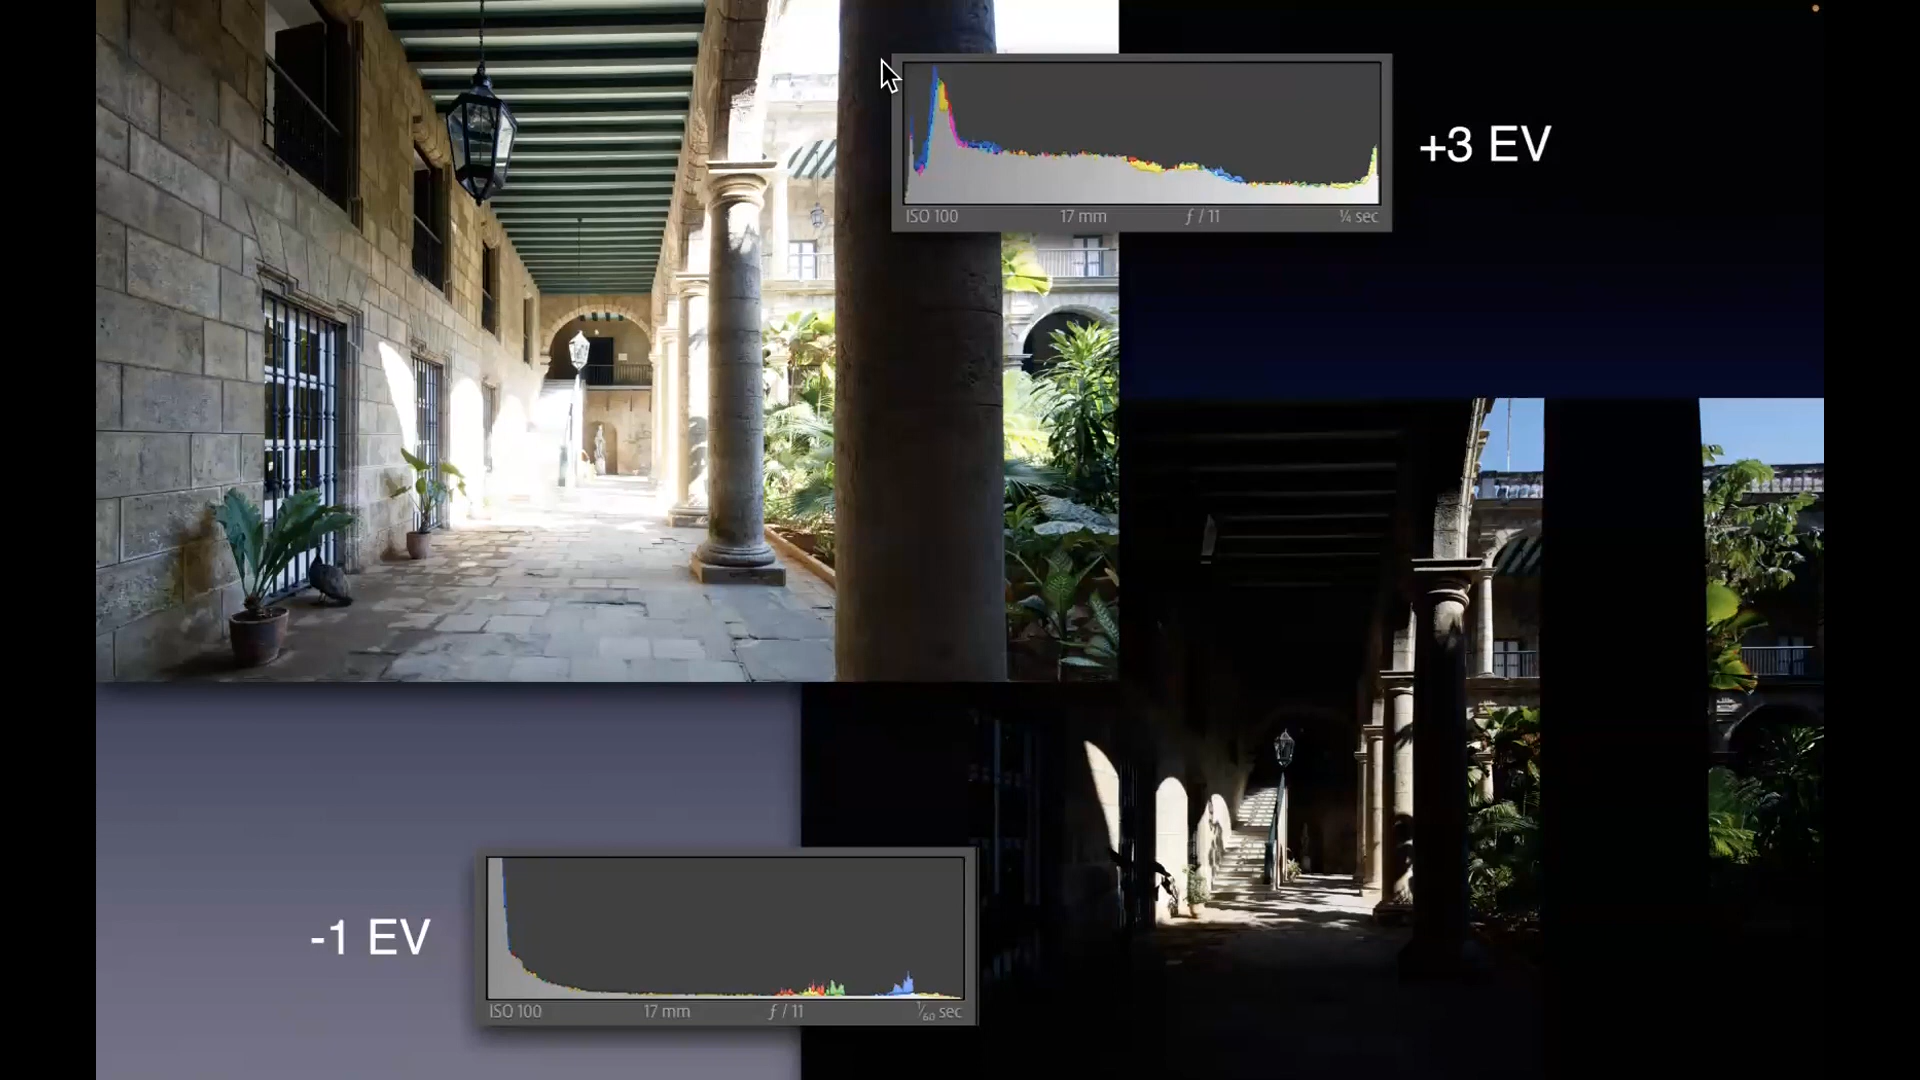 +3 EV
ISO 100 17 mm ƒ / 11 ¼ sec
-1 EV
ISO 100 17 mm ƒ / 11 1/60 sec